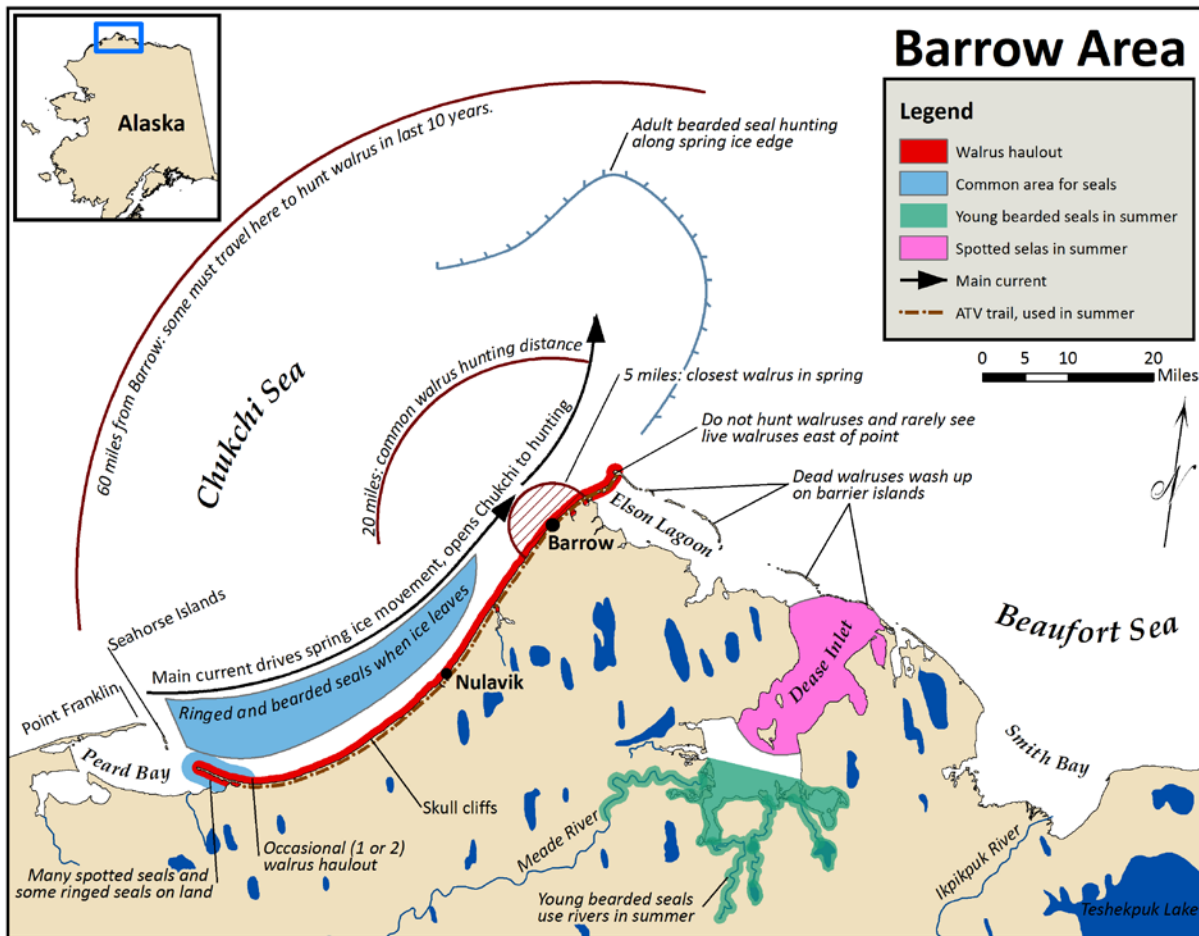 Alaska
Barrow Area
Legend
Walrus haulout
Common area for seals
Young bearded seals in summer
Spotted selas in summer
Main current
ATV trail, used in summer
0 5 10 20
Miles
N
60 miles from Barrow: some must travel here to hunt walrus in last 10 years.
Adult bearded seal hunting
along spring ice edge
Chukchi Sea
20 miles: common walrus hunting distance
5 miles: closest walrus in spring
Do not hunt walruses and rarely see
live walruses east of point
Dead walruses wash up
on barrier islands
Main current drives spring ice movement, opens Chukchi to hunting
Elson Lagoon
Barrow
Seahorse Islands
Point Franklin
Ringed and bearded seals when ice leaves
Nulavik
Beaufort Sea
Dease Inlet
Peard Bay
Smith Bay
Skull cliffs
Meade River
Occasional (1 or 2)
walrus haulout
Many spotted seals and
some ringed seals on land
Young bearded seals
use rivers in summer
Ikpikpuk River
Teshekpuk Lake